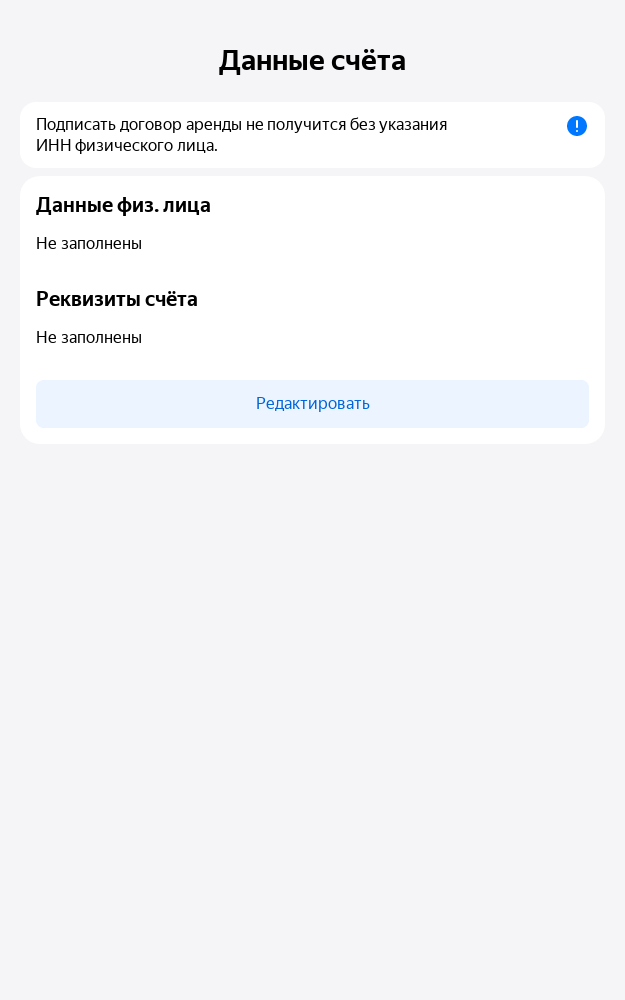 Данные счёта
Подписать договор аренды не получится без указания
ИНН физического лица.
Данные физ. лица
Не заполнены
Реквизиты счёта
Не заполнены
Редактировать